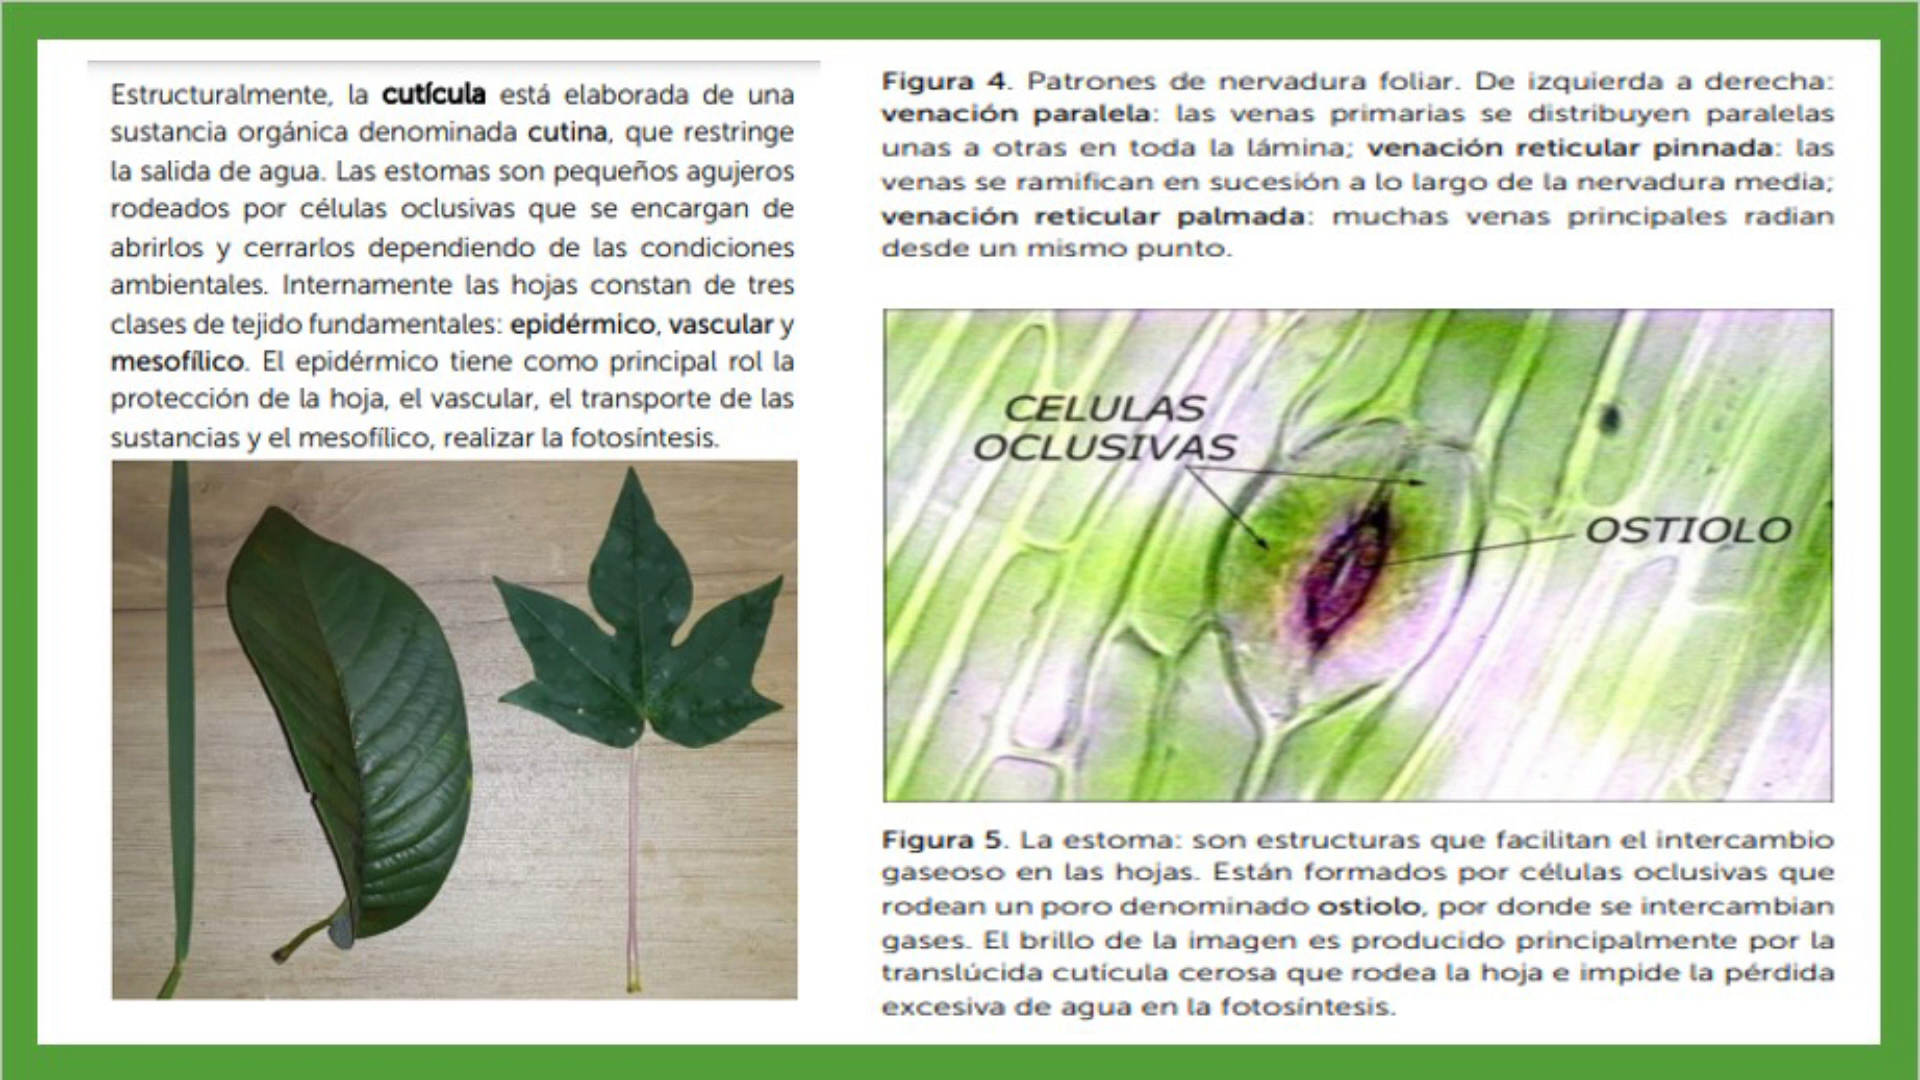 Estructuralmente, la cutícula está elaborada de una
sustancia orgánica denominada cutina, que restringe
la salida de agua. Las estomas son pequeños agujeros
rodeados por células oclusivas que se encargan de
abrirlos y cerrarlos dependiendo de las condiciones
ambientales. Internamente las hojas constan de tres
clases de tejido fundamentales: epidérmico, vascular y
mesofílico. El epidérmico tiene como principal rol la
protección de la hoja, el vascular, el transporte de las
sustancias y el mesofílico, realizar la fotosíntesis.
Figura 4. Patrones de nervadura foliar. De izquierda a derecha:
venación paralela: las venas primarias se distribuyen paralelas
unas a otras en toda la lámina; venación reticular pinnada: las
venas se ramifican en sucesión a lo largo de la nervadura media;
venación reticular palmada: muchas venas principales radian
desde un mismo punto.
CELULAS
OCLUSIVAS
OSTIOLO
Figura 5. La estoma: son estructuras que facilitan el intercambio
gaseoso en las hojas. Están formados por células oclusivas que
rodean un poro denominado ostiolo, por donde se intercambian
gases. El brillo de la imagen es producido principalmente por la
translúcida cutícula cerosa que rodea la hoja e impide la pérdida
excesiva de agua en la fotosíntesis.